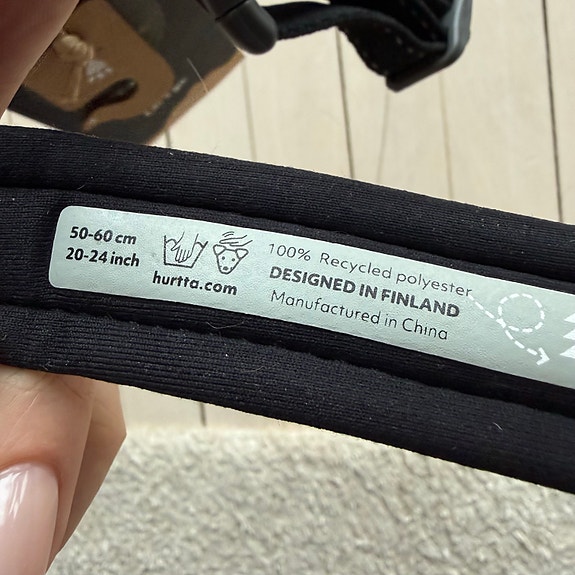 50-60 cm
20-24 inch
hurtta.com
100% Recycled polyester
DESIGNED IN FINLAND
Manufactured in China